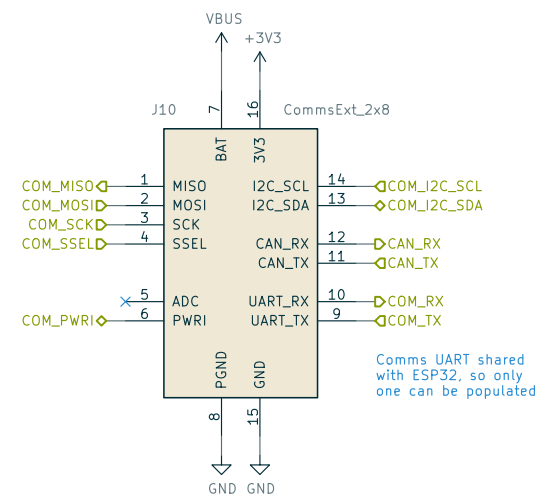 VBUS
+3V3
J10
CommsExt_2x8
7
16
BAT
3V3
COM_MISO 1 MISO
I2C_SCL 14 COM_I2C_SCL
COM_MOSI 2 MOSI
I2C_SDA 13 COM_I2C_SDA
COM_SCK 3 SCK
COM_SSEL 4 SSEL
CAN_RX 12 CAN_RX
CAN_TX 11 CAN_TX
5 ADC
UART_RX 10 COM_RX
COM_PWRI 6 PWRI
UART_TX 9 COM_TX
PGND
GND
8
15
Comms UART shared
with ESP32, so only
one can be populated
GND
GND